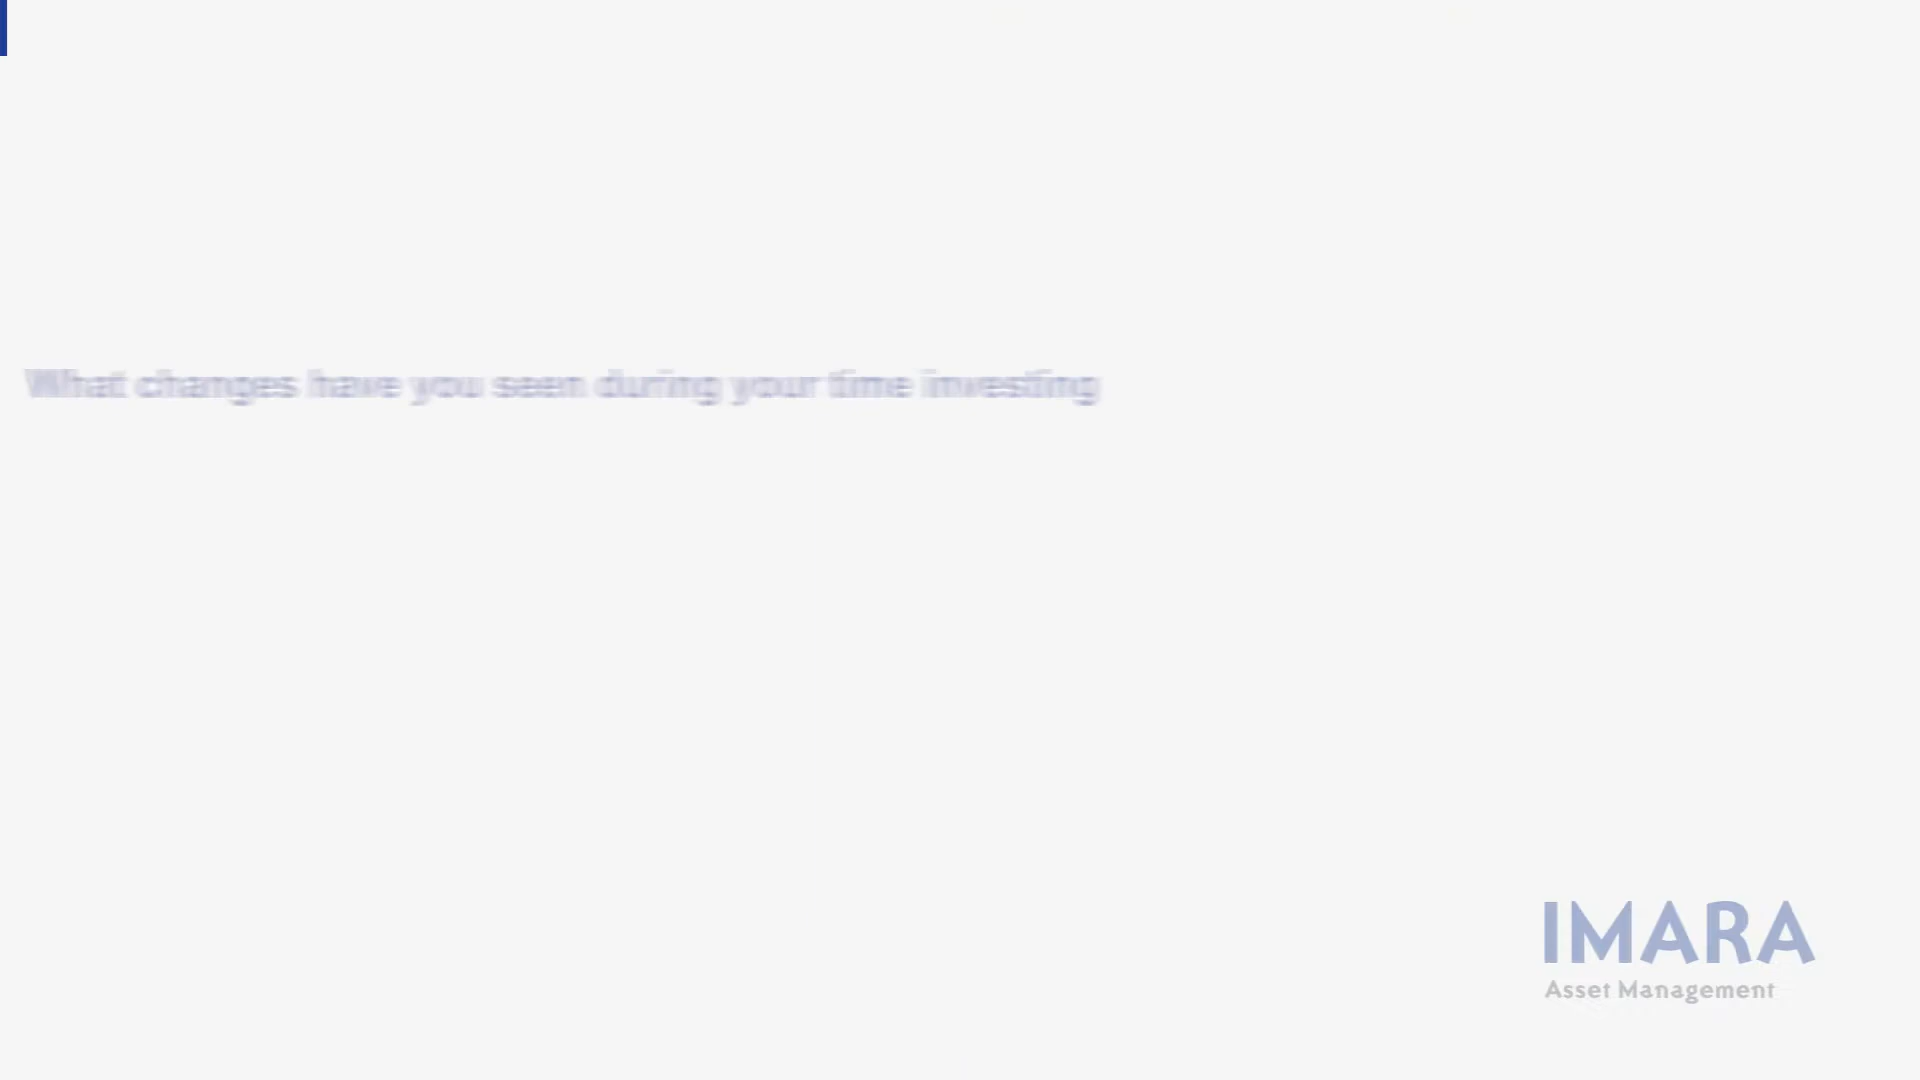 What changes have you seen during your time investing
IMARA
Asset Management